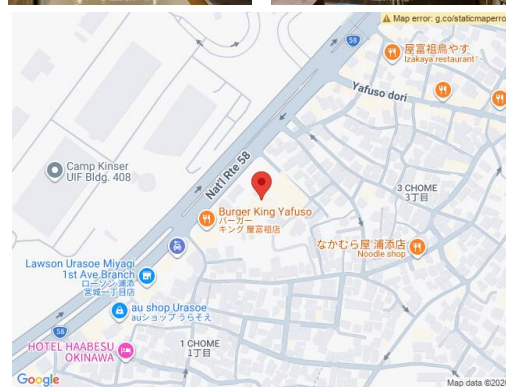 Map error: g.co/staticmaperro
58
屋富祖鳥やす
Izakaya restaurant
Yafuso dori
Nat'l Rte 58
Camp Kinser
UIF Bldg. 408
3 CHOME
3丁目
Burger King Yafuso
バーガー
キング 屋富祖店
なかむら屋 浦添店
Noodle shop
Lawson Urasoe Miyagi
1st Ave Branch
ローソン 浦添
宮城一丁目店
au shop Urasoe
auショップ うらそえ
58
1 CHOME
1丁目
HOTEL HAABESU
OKINAWA
Google
Map data ©202